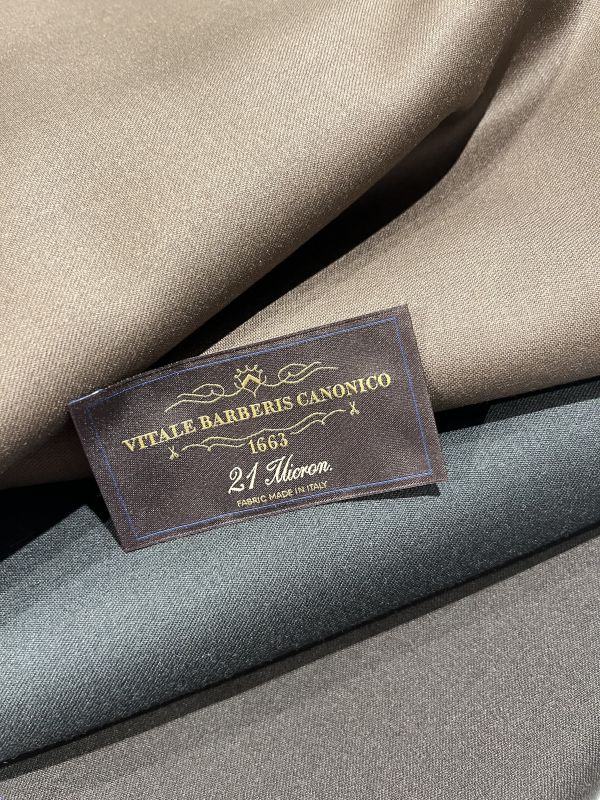 VITALE BARBERIS CANONICO
1663
21 Micron.
FABRIC MADE IN ITALY